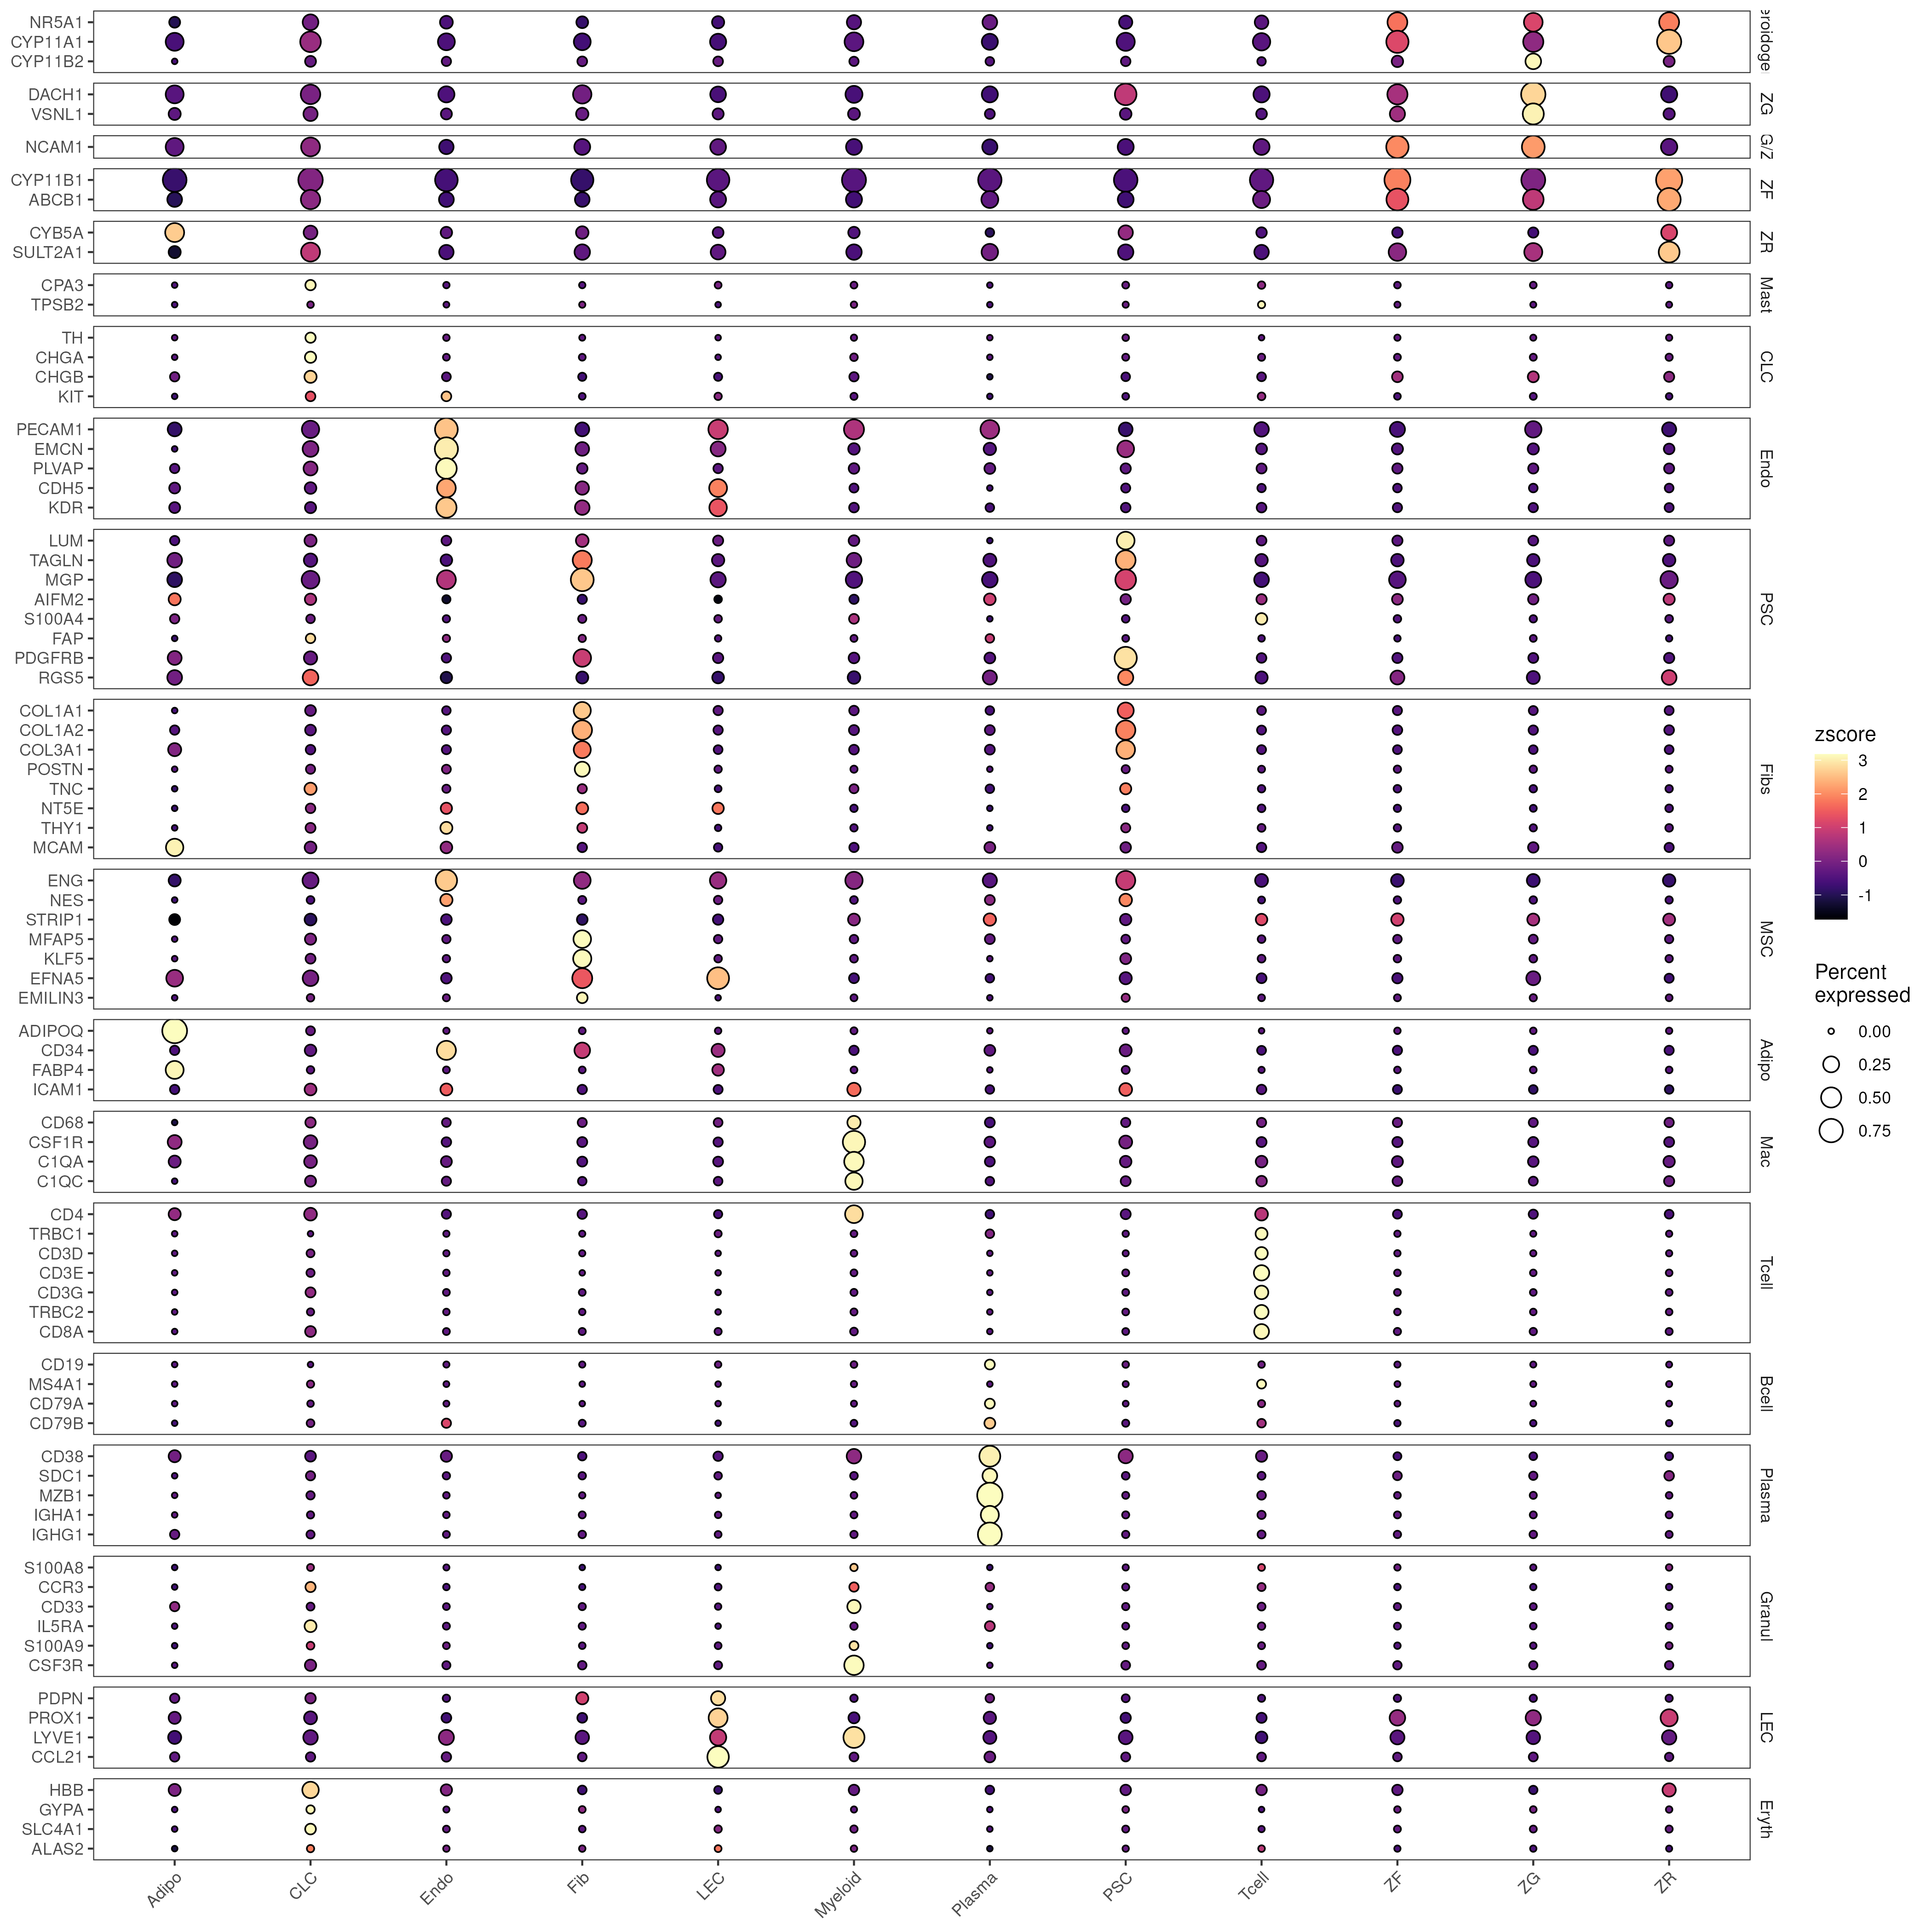 NR5A1
CYP11A1
CYP11B2
eroidoge
DACH1
VSNL1
ZG
NCAM1
G/Z
CYP11B1
ABCB1
ZF
CYB5A
SULT2A1
ZR
CPA3
TPSB2
Mast
TH
CHGA
CHGB
KIT
CLC
PECAM1
EMCN
PLVAP
CDH5
KDR
Endo
LUM
TAGLN
MGP
AIFM2
S100A4
FAP
PDGFRB
RGS5
PSC
COL1A1
COL1A2
COL3A1
POSTN
TNC
NT5E
THY1
MCAM
Fibs
ENG
NES
STRIP1
MFAP5
KLF5
EFNA5
EMILIN3
MSC
ADIPOQ
CD34
FABP4
ICAM1
Adipo
CD68
CSF1R
C1QA
C1QC
Mac
CD4
TRBC1
CD3D
CD3E
CD3G
TRBC2
CD8A
Tcell
CD19
MS4A1
CD79A
CD79B
Bcell
CD38
SDC1
MZB1
IGHA1
IGHG1
Plasma
S100A8
CCR3
CD33
IL5RA
S100A9
CSF3R
Granul
PDPN
PROX1
LYVE1
CCL21
LEC
HBB
GYPA
SLC4A1
ALAS2
Eryth
Adipo
CLC
Endo
Fib
LEC
Myeloid
Plasma
PSC
Tcell
ZF
ZG
ZR
zscore
3
2
1
0
-1
Percent
expressed
0.00
0.25
0.50
0.75